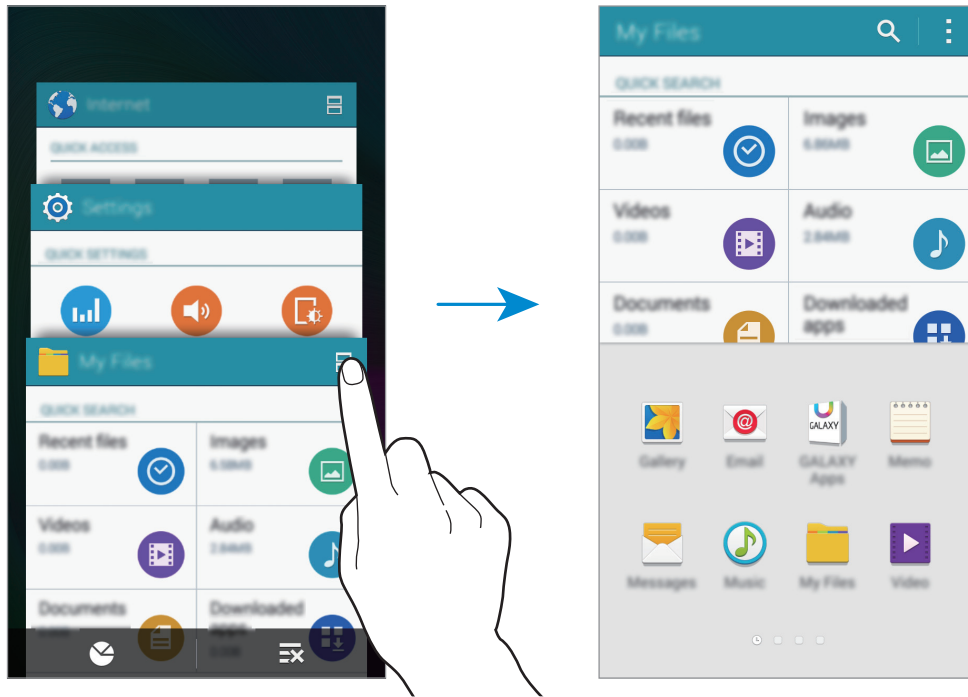 Internet
QUICK ACCESS
Settings
QUICK SETTINGS
My Files
QUICK SEARCH
Recent files
0.00B
Images
6.58MB
Videos
0.00B
Audio
2.84MB
Documents
Downloaded
apps
0.00B
My Files
QUICK SEARCH
Recent files
0.00B
Images
6.86MB
Videos
0.00B
Audio
2.84MB
Documents
0.00B
Downloaded
apps
GALAXY
Gallery
Email
GALAXY
Apps
Memo
Messages
Music
My Files
Video